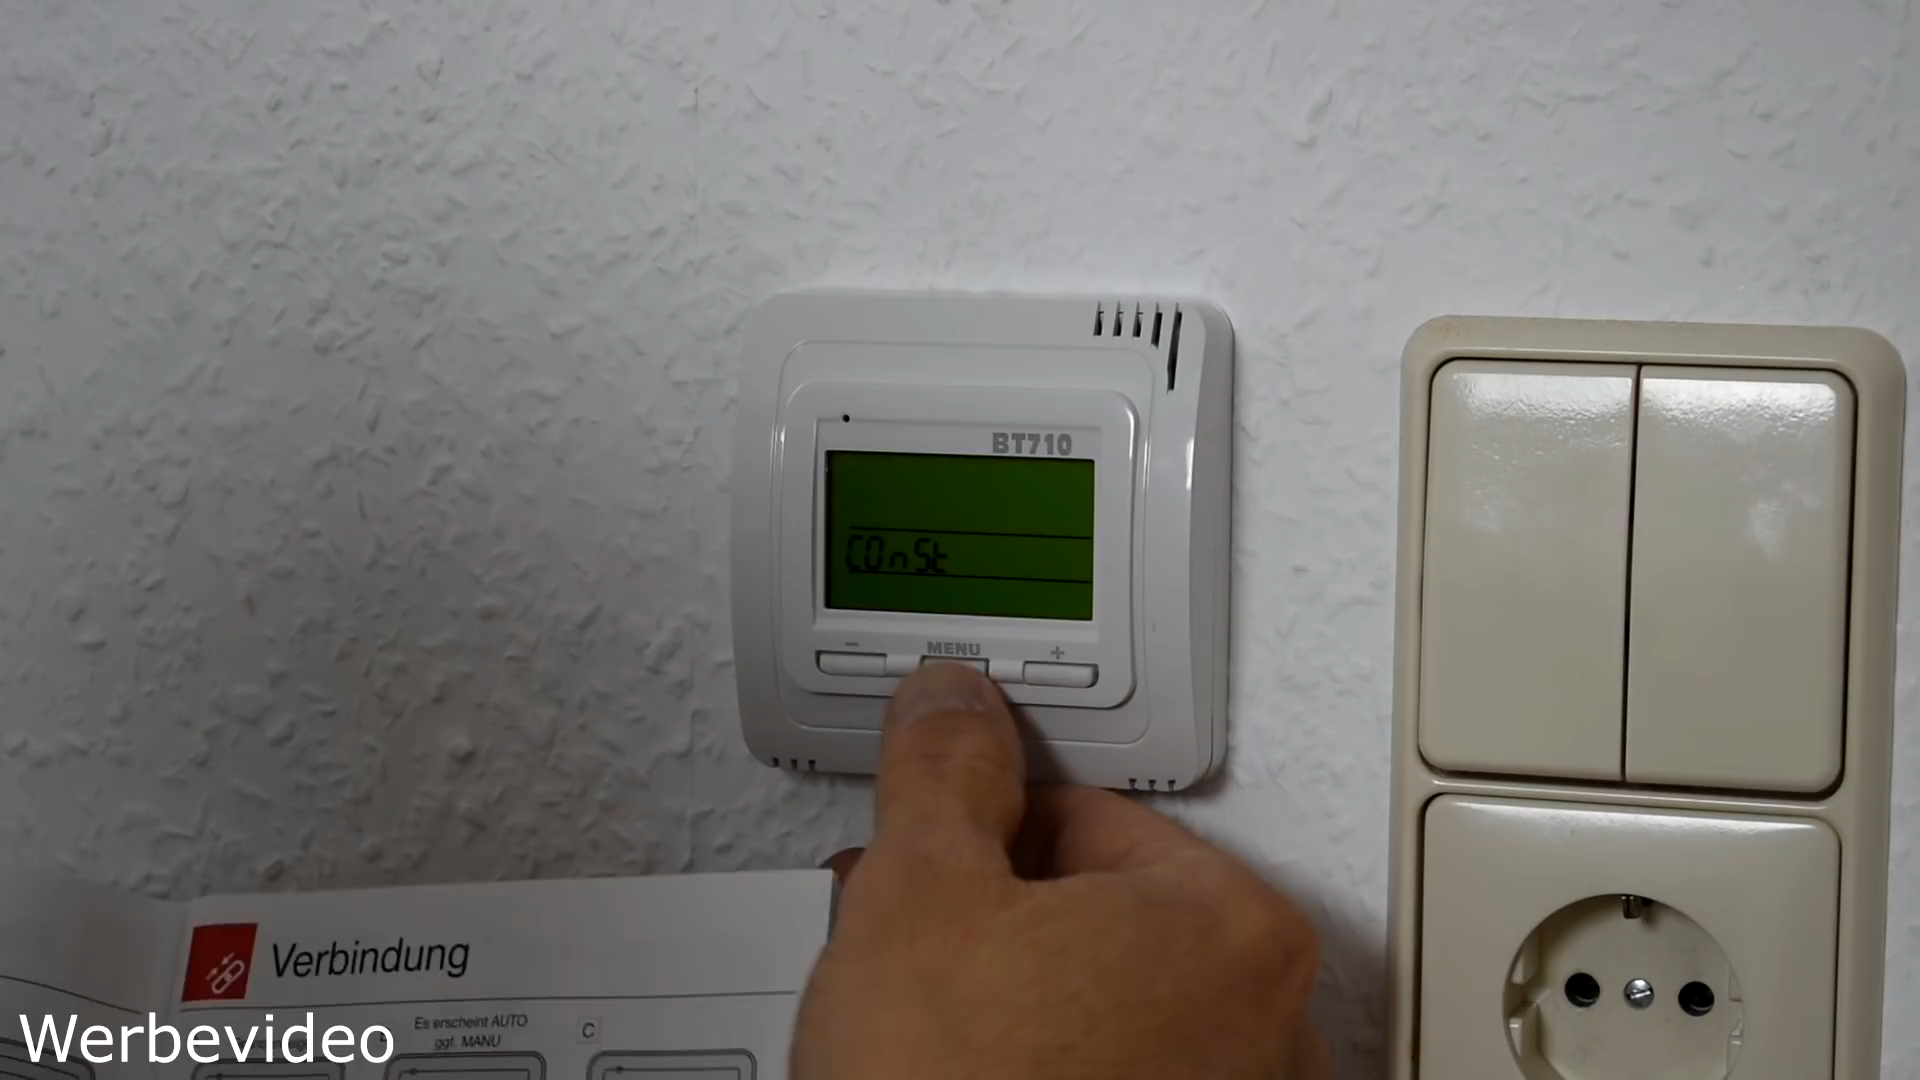 BT710
COnSt
− MENU +
Verbindung
Es erscheint AUTO
ggf. MANU
C
Werbevideo